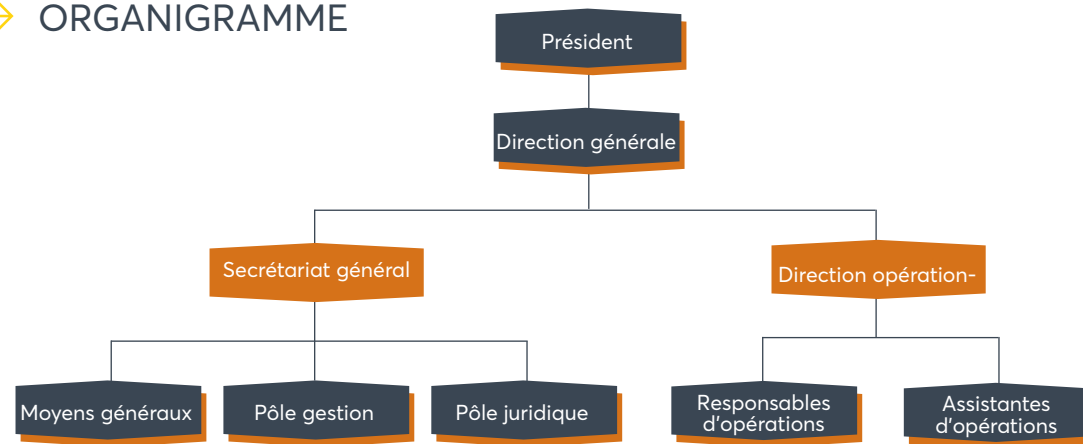 ORGANIGRAMME
Président
Direction générale
Secrétariat général
Direction opération-
Moyens généraux
Pôle gestion
Pôle juridique
Responsables
d'opérations
Assistantes
d'opérations